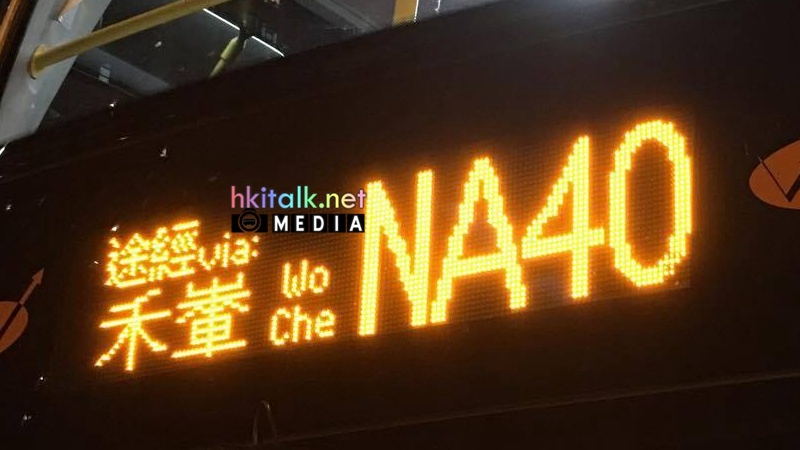 hkitalk.net
MEDIA
途經via:
禾輋
Wo
Che
NA40